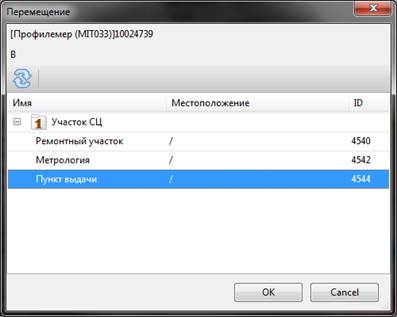 Перемещение
[Профилемер (MIT033)]10024739
В
Имя Местоположение ID
1 Участок СЦ
Ремонтный участок / 4540
Метрология / 4542
Пункт выдачи / 4544
OK Cancel